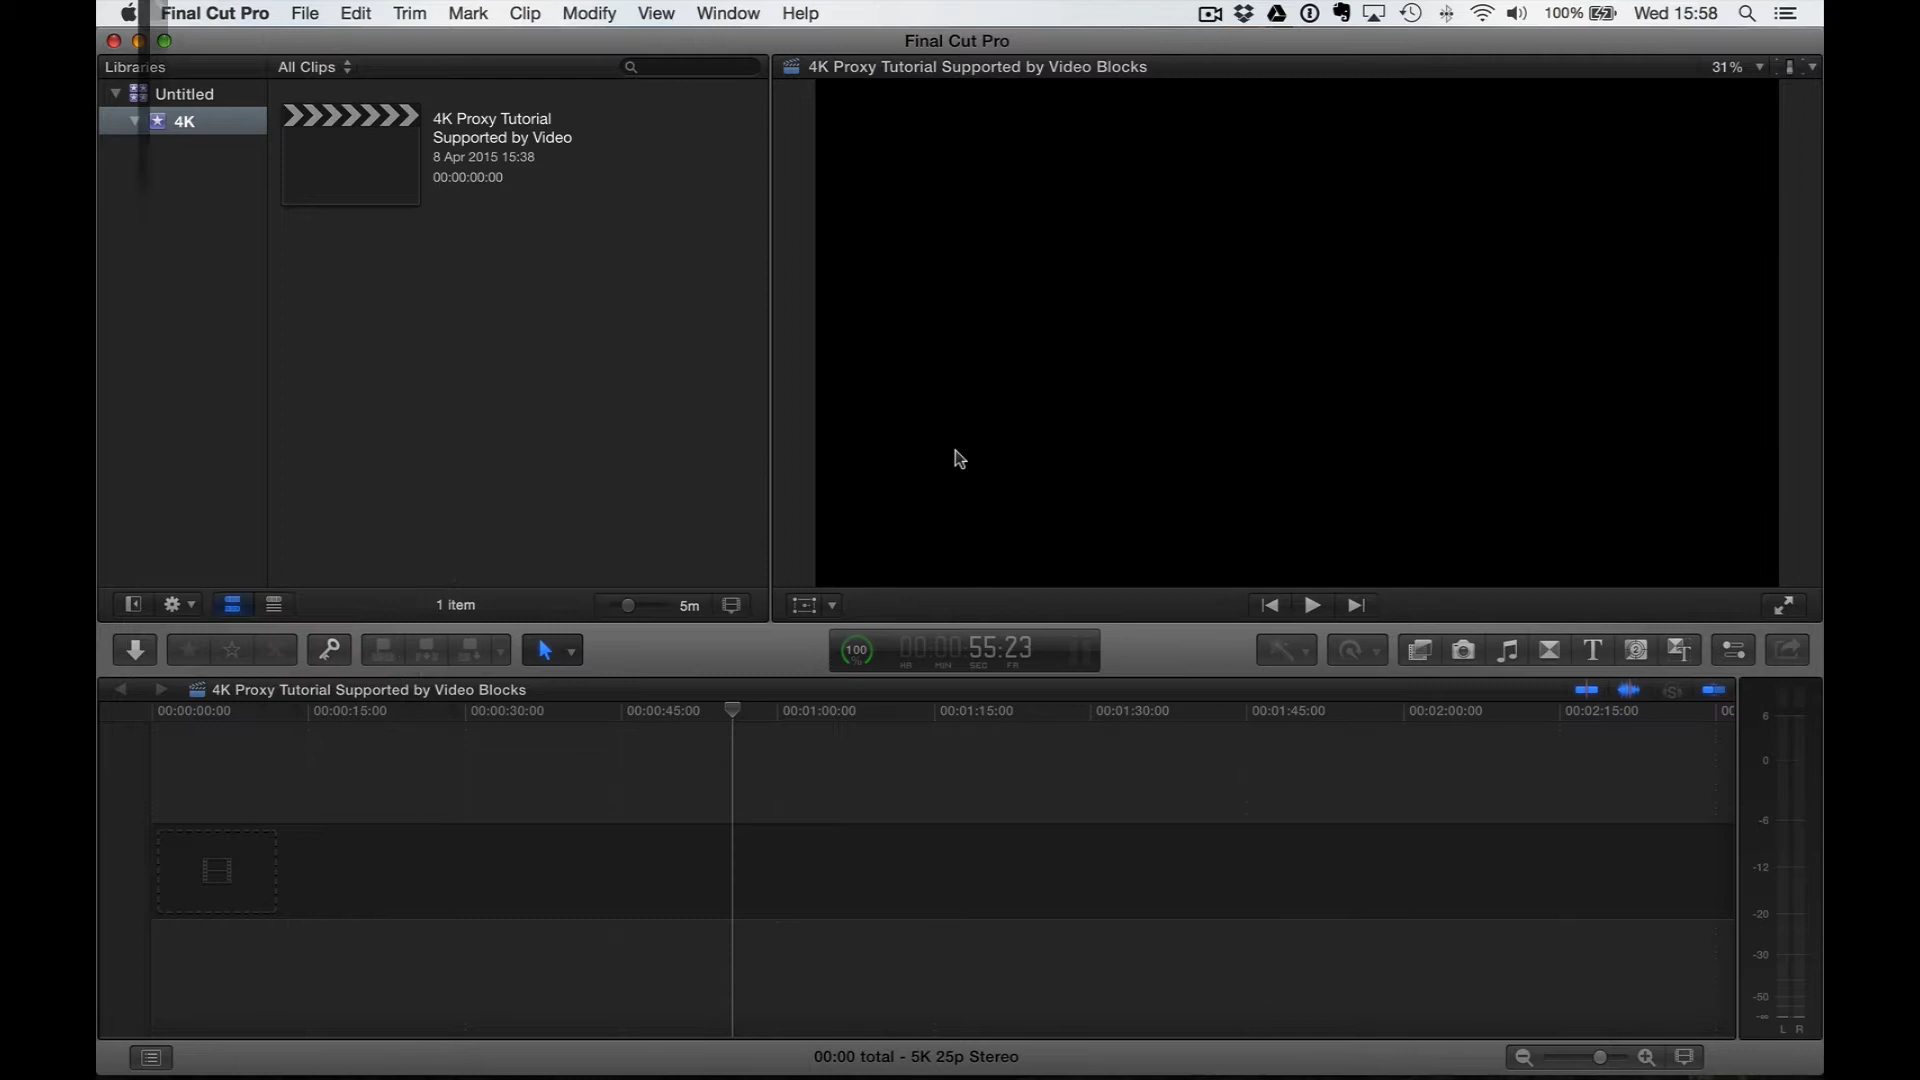 Final Cut Pro File Edit Trim Mark Clip Modify View Window Help 100% Wed 15:58
Final Cut Pro
Libraries All Clips 4K Proxy Tutorial Supported by Video Blocks 31%
Untitled
4K
4K Proxy Tutorial
Supported by Video
8 Apr 2015 15:38
00:00:00:00
1 item 5m
100 % 00:00:55:23
HR MIN SEC FR
4K Proxy Tutorial Supported by Video Blocks
00:00:00:00 00:00:15:00 00:00:30:00 00:00:45:00 00:01:00:00 00:01:15:00 00:01:30:00 00:01:45:00 00:02:00:00 00:02:15:00 00
6
0
-6
-12
-20
-30
-50
-∞
L R
00:00 total - 5K 25p Stereo